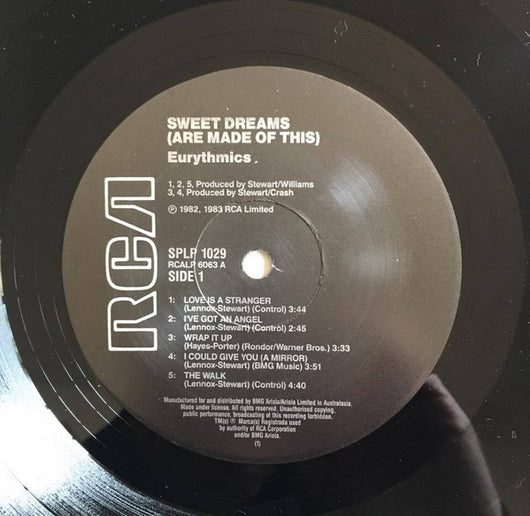 SWEET DREAMS
(ARE MADE OF THIS)
Eurythmics
1, 2, 5, Produced by Stewart/Williams
3, 4, Produced by Stewart/Crash
℗ 1982, 1983 RCA Limited
RCA
SPLP 1029
RCALP 6063 A
SIDE 1
1: LOVE IS A STRANGER
(Lennox-Stewart) (Control) 3:44
2: I'VE GOT AN ANGEL
(Lennox-Stewart) (Control) 2:45
3: WRAP IT UP
(Hayes-Porter) (Rondor/Warner Bros.) 3:33
4: I COULD GIVE YOU (A MIRROR)
(Lennox-Stewart) (BMG Music) 3:51
5: THE WALK
(Lennox-Stewart) (Control) 4:40
Manufactured for and distributed by BMG Ariola/Ariola Limited in Australasia.
Made under license. All rights reserved. Unauthorised copying,
public performance, broadcasting of this recording forbidden.
TM(s) ® Marca(s) Registrada used
by authority of RCA Corporation
and/or BMG Ariola.
(1)